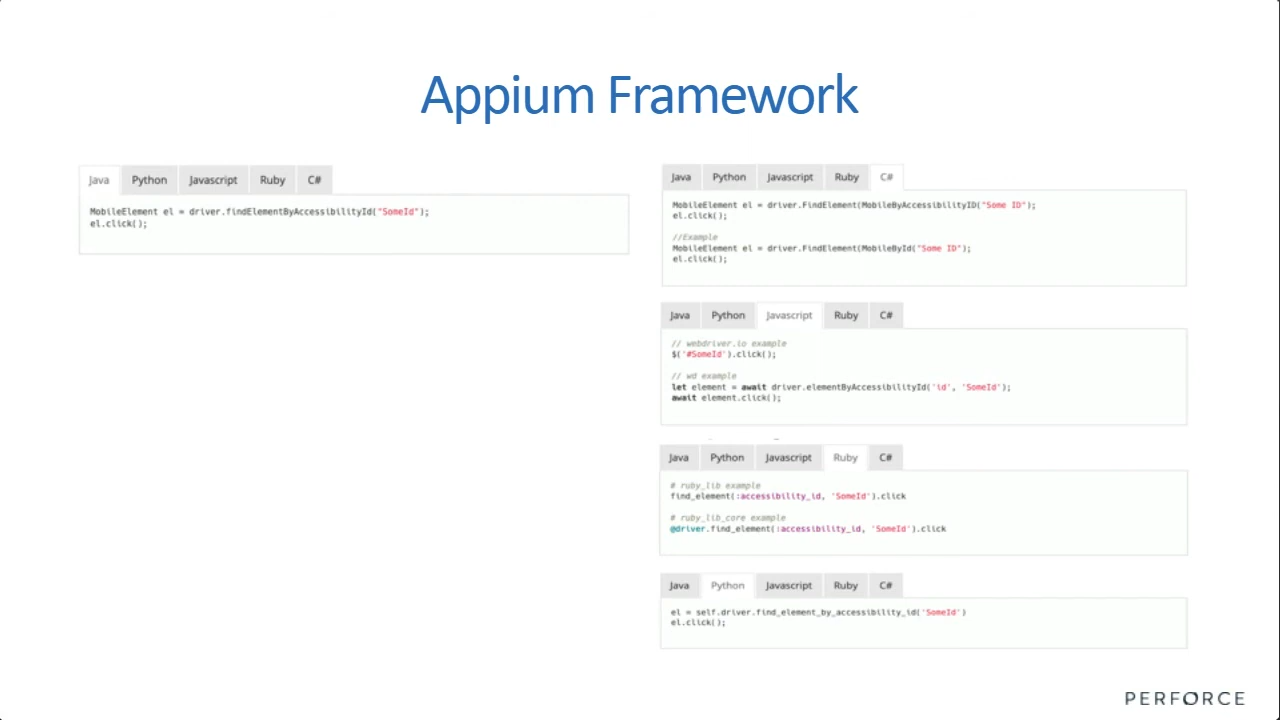 Appium Framework
Java Python Javascript Ruby C#
MobileElement el = driver.findElementByAccessibilityId("SomeId");
el.click();
Java Python Javascript Ruby C#
MobileElement el = driver.FindElement(MobileByAccessibilityID("Some ID");
el.click();
//Example
MobileElement el = driver.FindElement(MobileById("Some ID");
el.click();
Java Python Javascript Ruby C#
// webdriver.io example
$('#SomeId').click();
// wd example
let element = await driver.elementByAccessibilityId('id', 'SomeId');
await element.click();
Java Python Javascript Ruby C#
# ruby_lib example
find_element(:accessibility_id, 'SomeId').click
# ruby_lib_core example
@driver.find_element(:accessibility_id, 'SomeId').click
Java Python Javascript Ruby C#
el = self.driver.find_element_by_accessibility_id('SomeId')
el.click();
PERFORCE